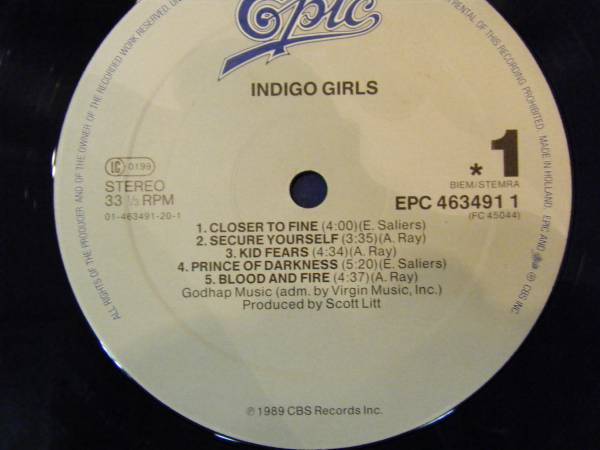 Epic
INDIGO GIRLS
LC 0199
STEREO
33 ⅓ RPM
01-463491-20-1
* 1
BIEM/STEMRA
EPC 463491 1
(FC 45044)
1. CLOSER TO FINE (4:00)(E. Saliers)
2. SECURE YOURSELF (3:35)(A. Ray)
3. KID FEARS (4:34)(A. Ray)
4. PRINCE OF DARKNESS (5:20)(E. Saliers)
5. BLOOD AND FIRE (4:37)(A. Ray)
Godhap Music (adm. by Virgin Music, Inc.)
Produced by Scott Litt
℗ 1989 CBS Records Inc.
ALL RIGHTS OF THE PRODUCER AND OF THE OWNER OF THE RECORDED WORK RESERVED.
RENTAL OF THIS RECORDING PROHIBITED. MADE IN HOLLAND. EPIC AND ® CBS INC.